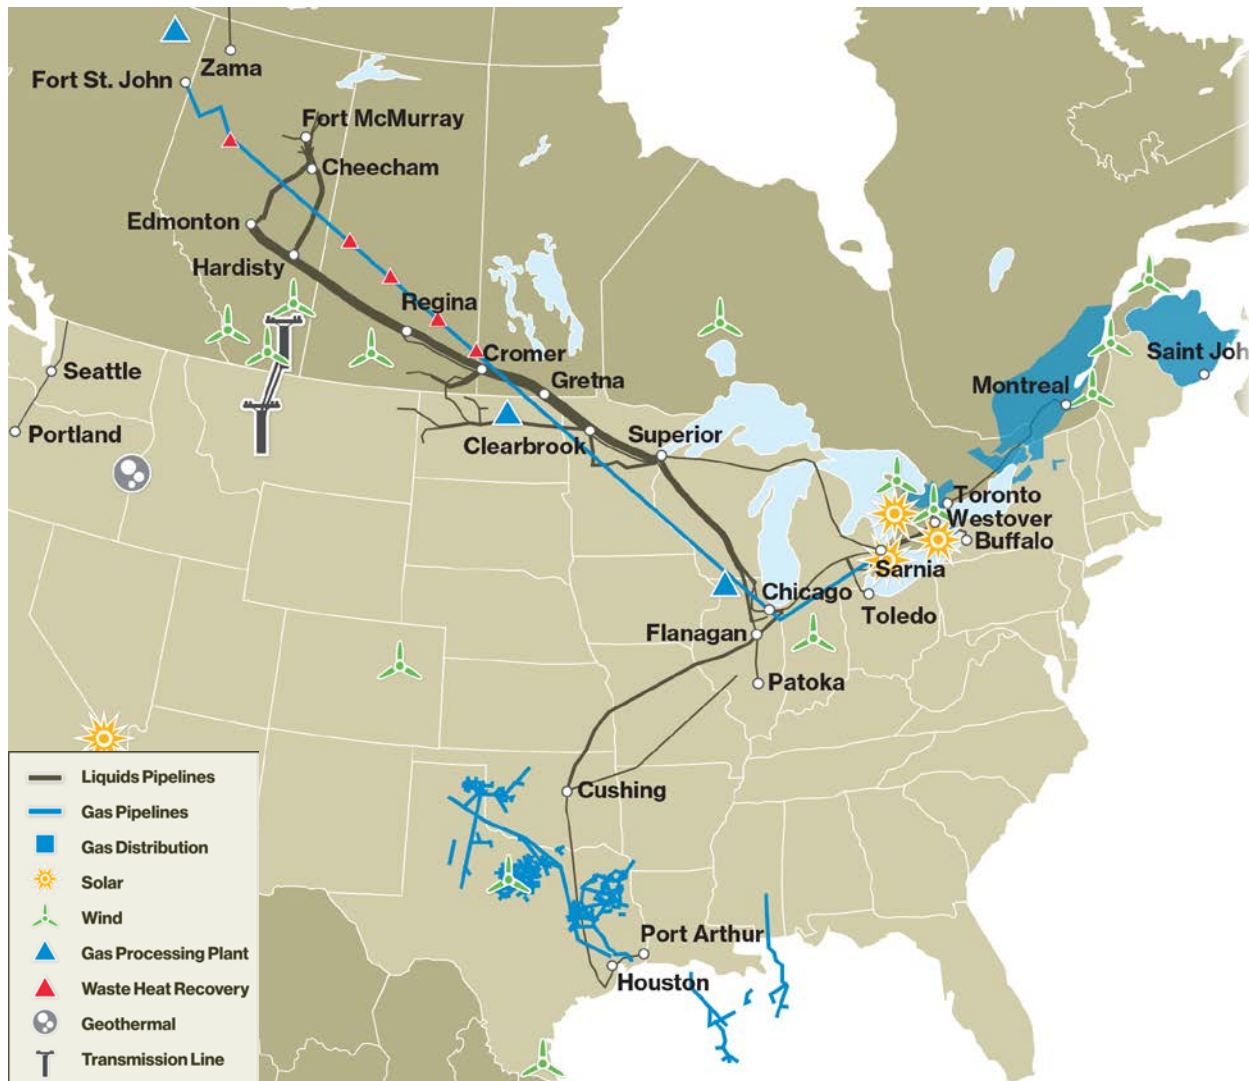 Zama
Fort St. John
Fort McMurray
Cheecham
Edmonton
Hardisty
Regina
Cromer
Gretna
Seattle
Portland
Clearbrook
Superior
Saint Joh
Montreal
Toronto
Westover
Buffalo
Sarnia
Chicago
Toledo
Flanagan
Patoka
Cushing
Port Arthur
Houston
Liquids Pipelines
Gas Pipelines
Gas Distribution
Solar
Wind
Gas Processing Plant
Waste Heat Recovery
Geothermal
Transmission Line